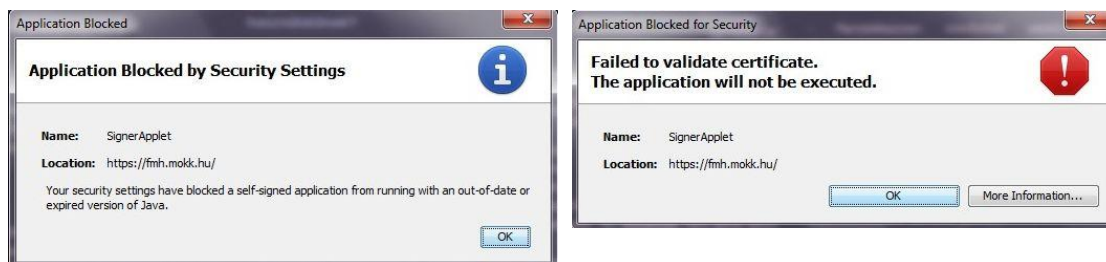 Application Blocked
Application Blocked by Security Settings
Name: SignerApplet
Location: https://fmh.mokk.hu/
Your security settings have blocked a self-signed application from running with an out-of-date or
expired version of Java.
OK
Application Blocked for Security
Failed to validate certificate.
The application will not be executed.
Name: SignerApplet
Location: https://fmh.mokk.hu/
OK
More Information...